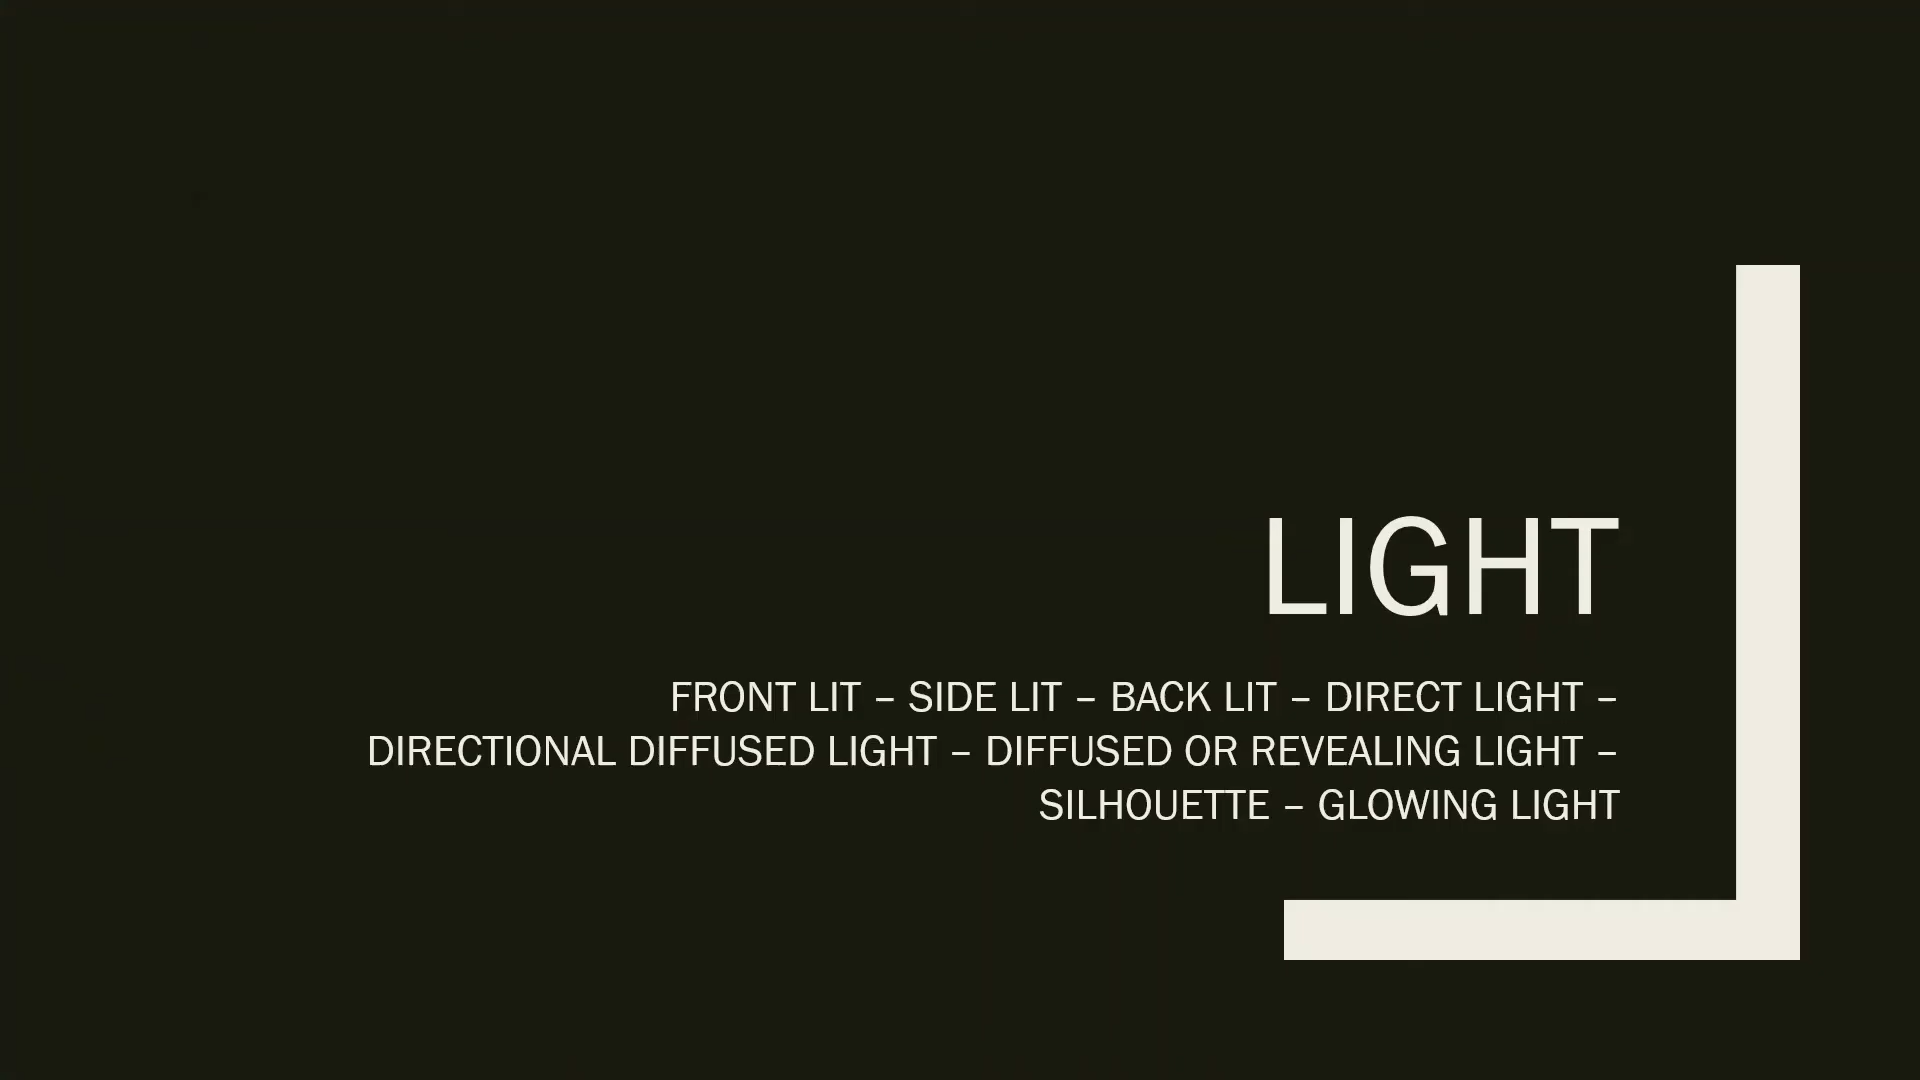 LIGHT
FRONT LIT – SIDE LIT – BACK LIT – DIRECT LIGHT –
DIRECTIONAL DIFFUSED LIGHT – DIFFUSED OR REVEALING LIGHT –
SILHOUETTE – GLOWING LIGHT